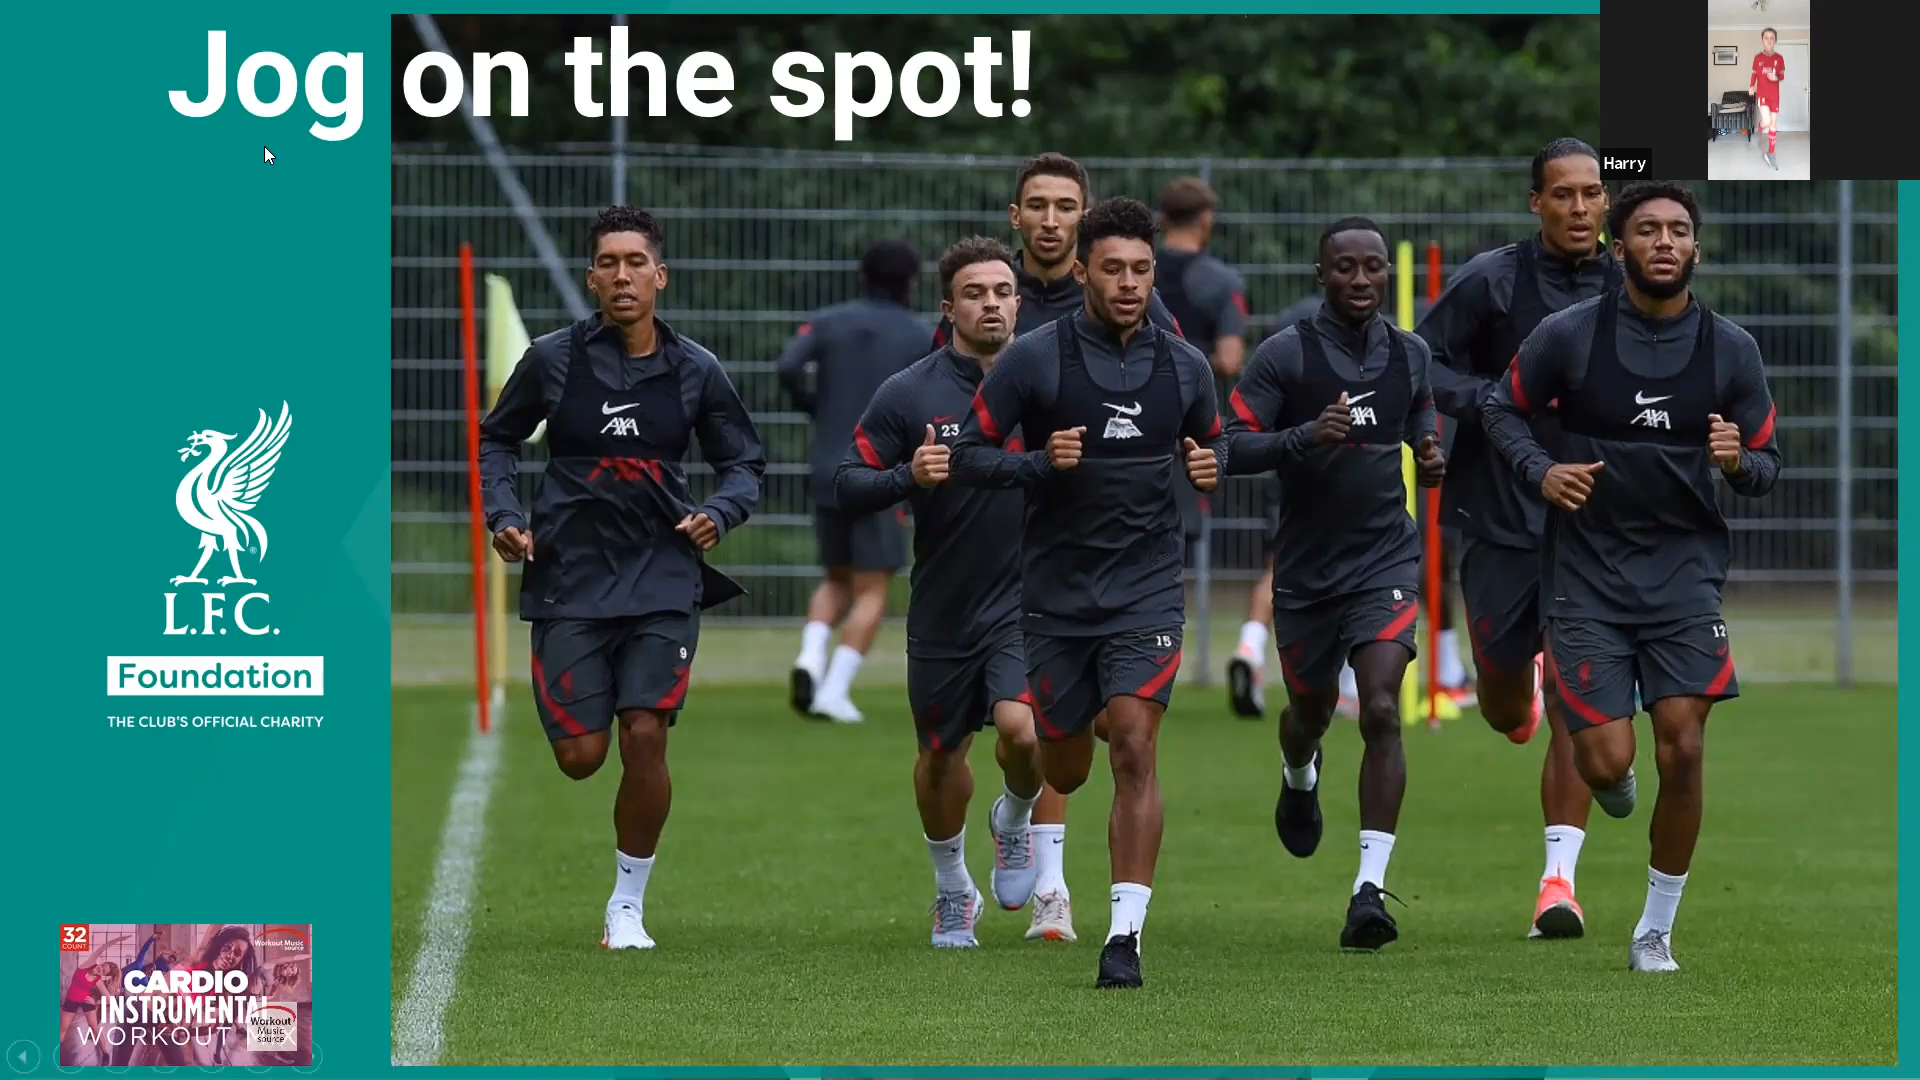 Jog on the spot!
Harry
AXA
AXA
23
AXA
AXA
9
15
8
12
L.F.C.
Foundation
THE CLUB'S OFFICIAL CHARITY
32
COUNT
Workout Music
source
CARDIO
INSTRUMENTAL
WORKOUT
Workout
Music
source